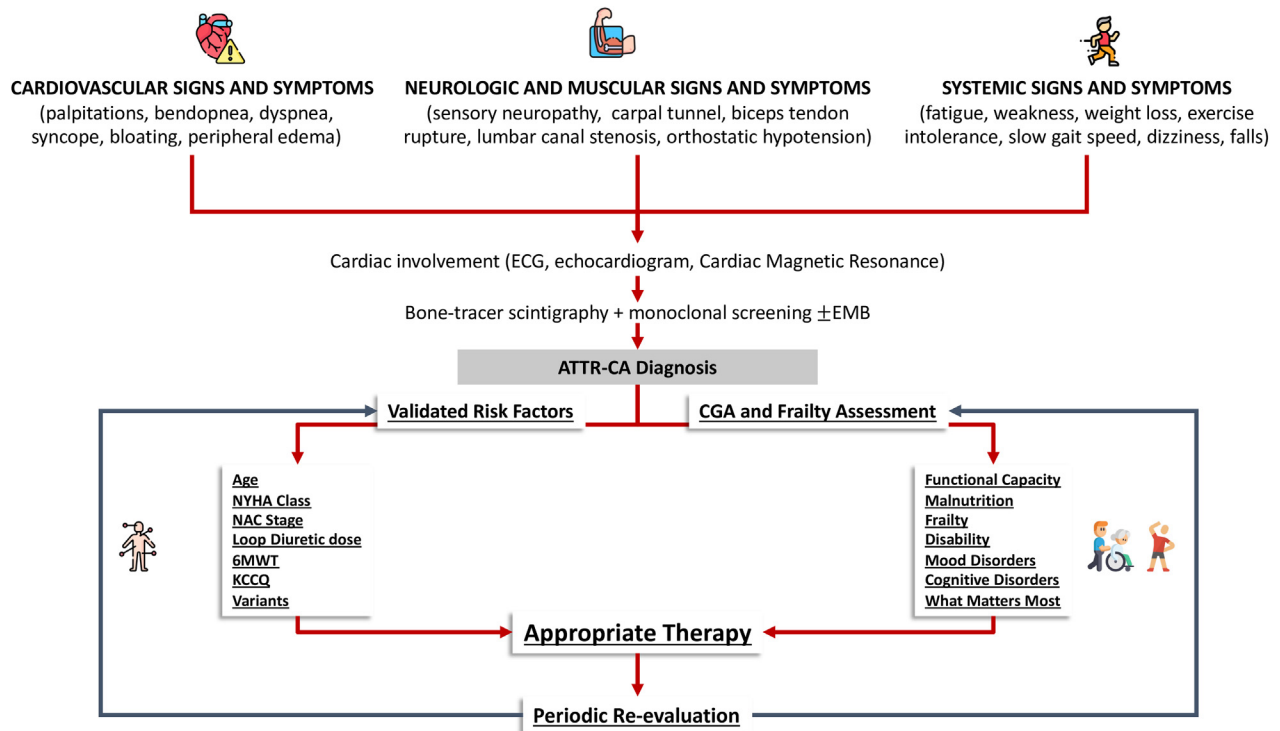 CARDIOVASCULAR SIGNS AND SYMPTOMS
(palpitations, bendopnea, dyspnea,
syncope, bloating, peripheral edema)
NEUROLOGIC AND MUSCULAR SIGNS AND SYMPTOMS
(sensory neuropathy, carpal tunnel, biceps tendon
rupture, lumbar canal stenosis, orthostatic hypotension)
SYSTEMIC SIGNS AND SYMPTOMS
(fatigue, weakness, weight loss, exercise
intolerance, slow gait speed, dizziness, falls)
Cardiac involvement (ECG, echocardiogram, Cardiac Magnetic Resonance)
Bone-tracer scintigraphy + monoclonal screening ±EMB
ATTR-CA Diagnosis
Validated Risk Factors
CGA and Frailty Assessment
Age
NYHA Class
NAC Stage
Loop Diuretic dose
6MWT
KCCQ
Variants
Functional Capacity
Malnutrition
Frailty
Disability
Mood Disorders
Cognitive Disorders
What Matters Most
Appropriate Therapy
Periodic Re-evaluation